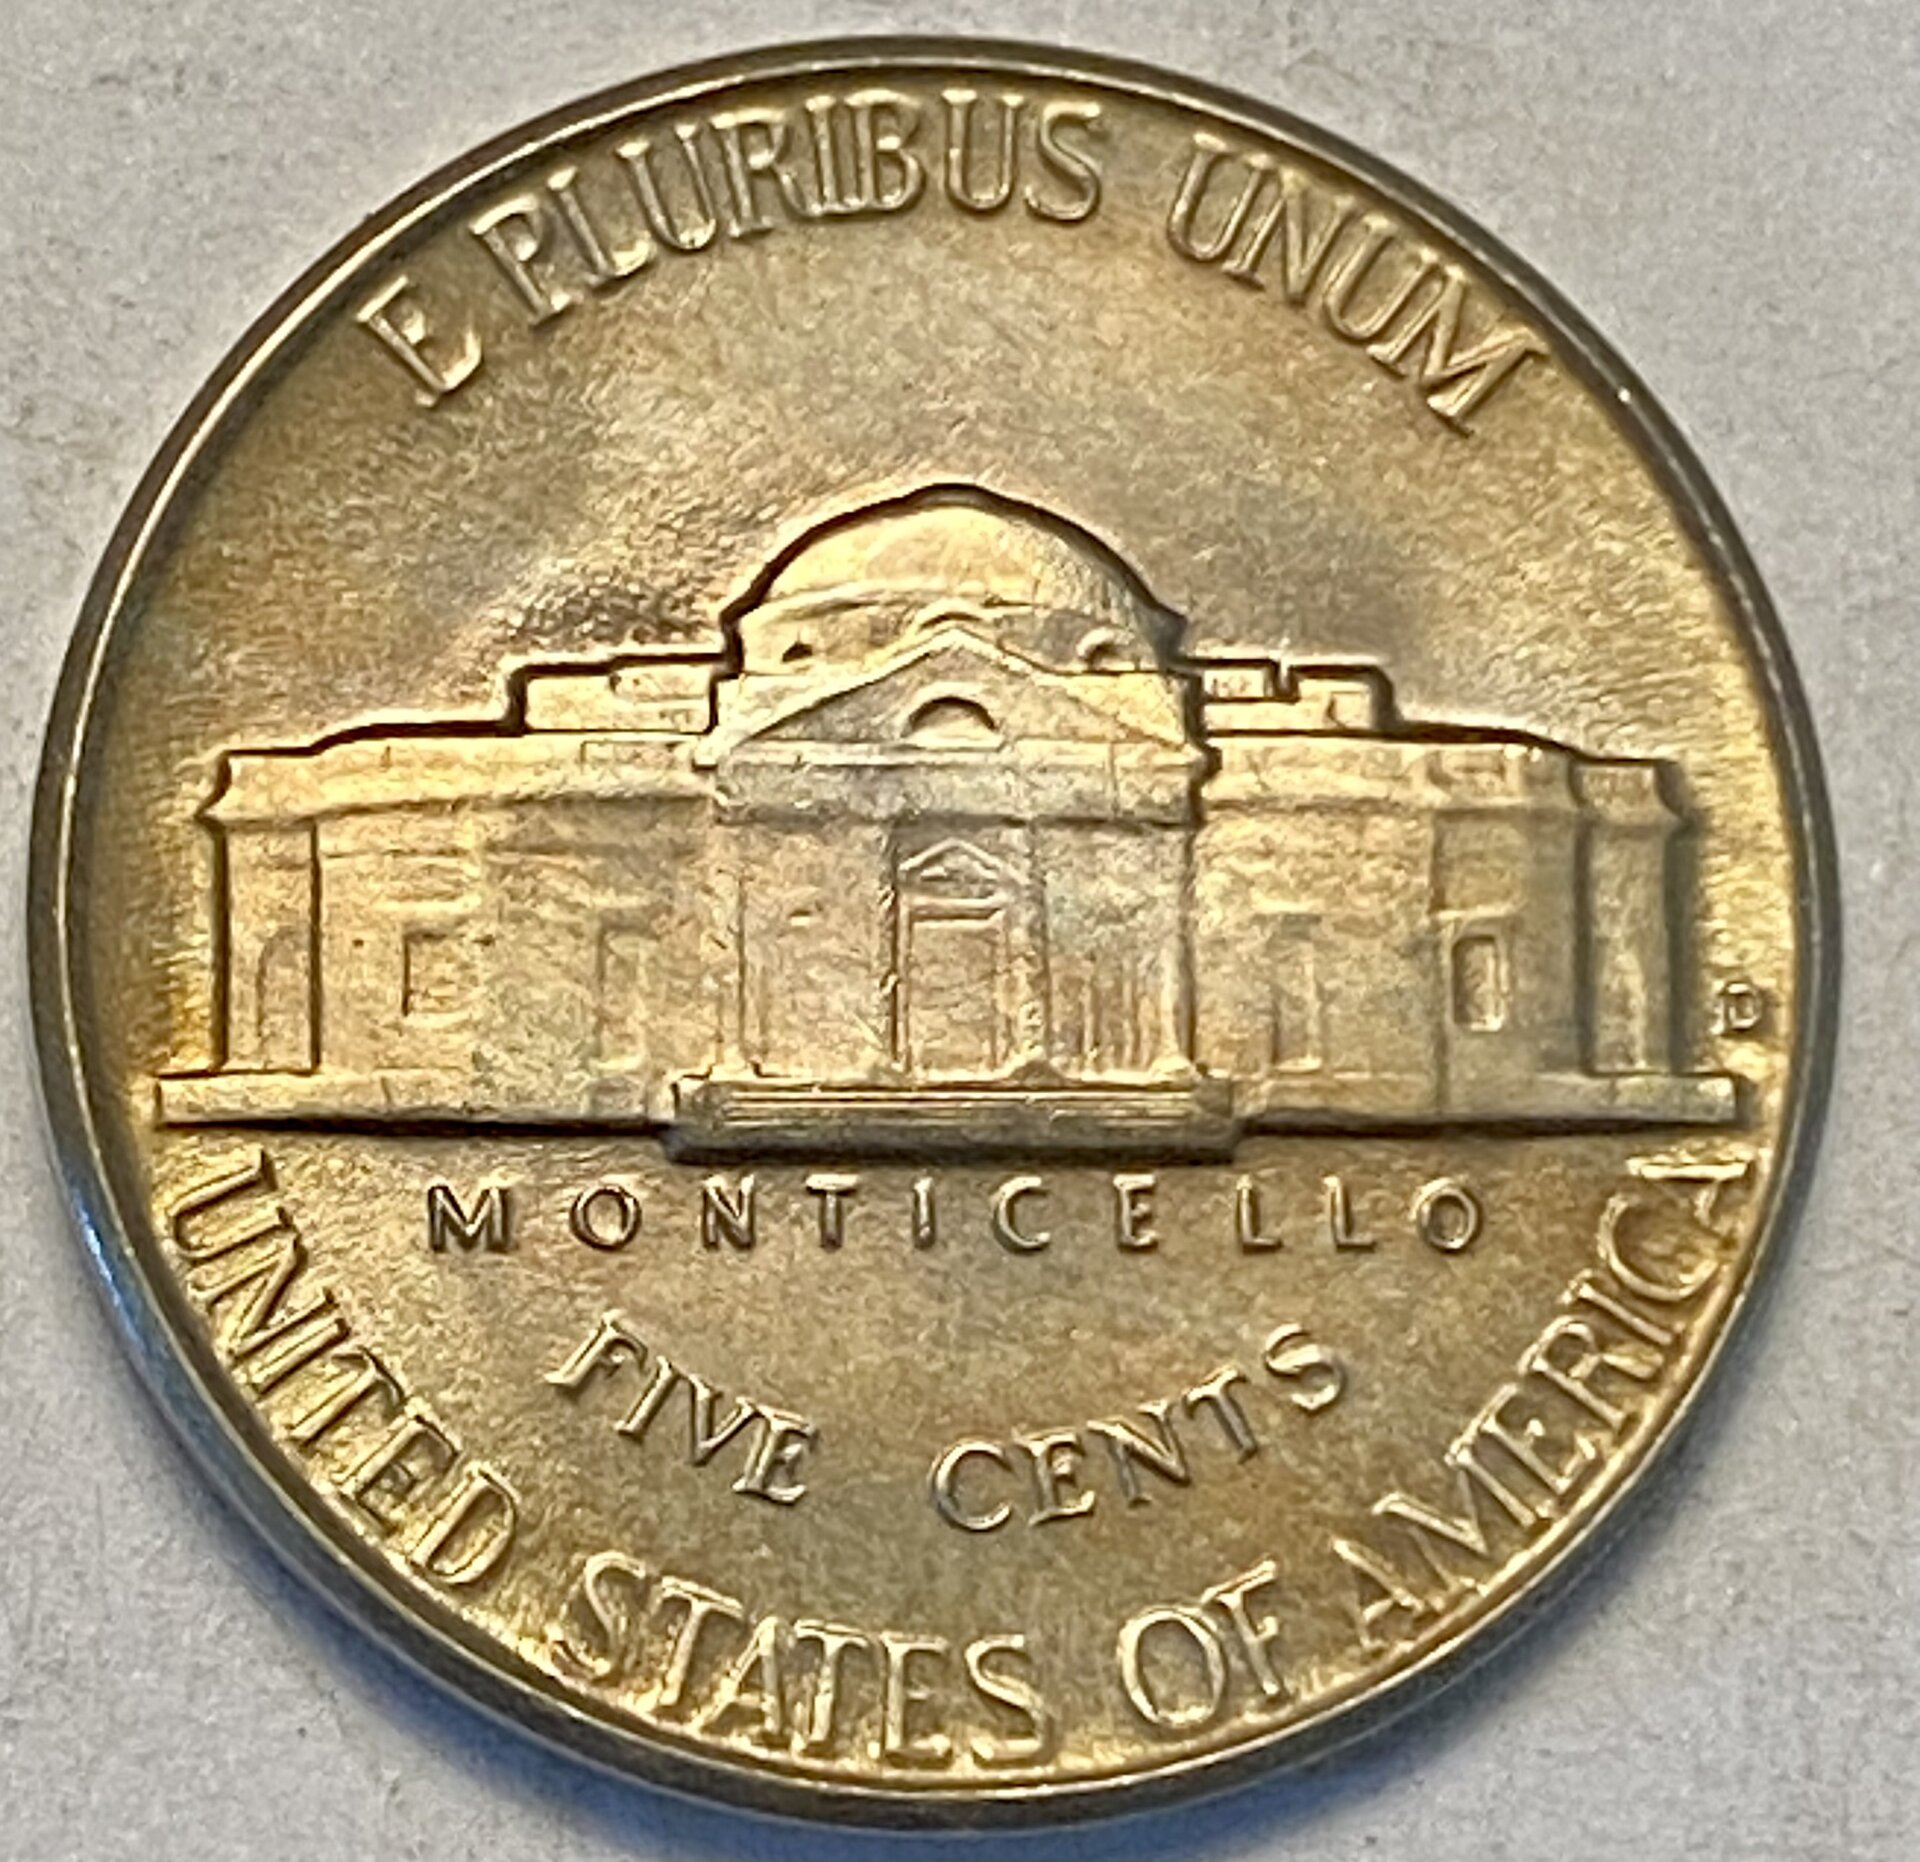 E PLURIBUS UNUM
D
MONTICELLO
FIVE CENTS
UNITED STATES OF AMERICA